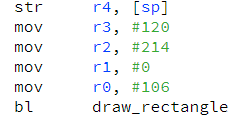 str r4, [sp]
mov r3, #120
mov r2, #214
mov r1, #0
mov r0, #106
bl draw_rectangle